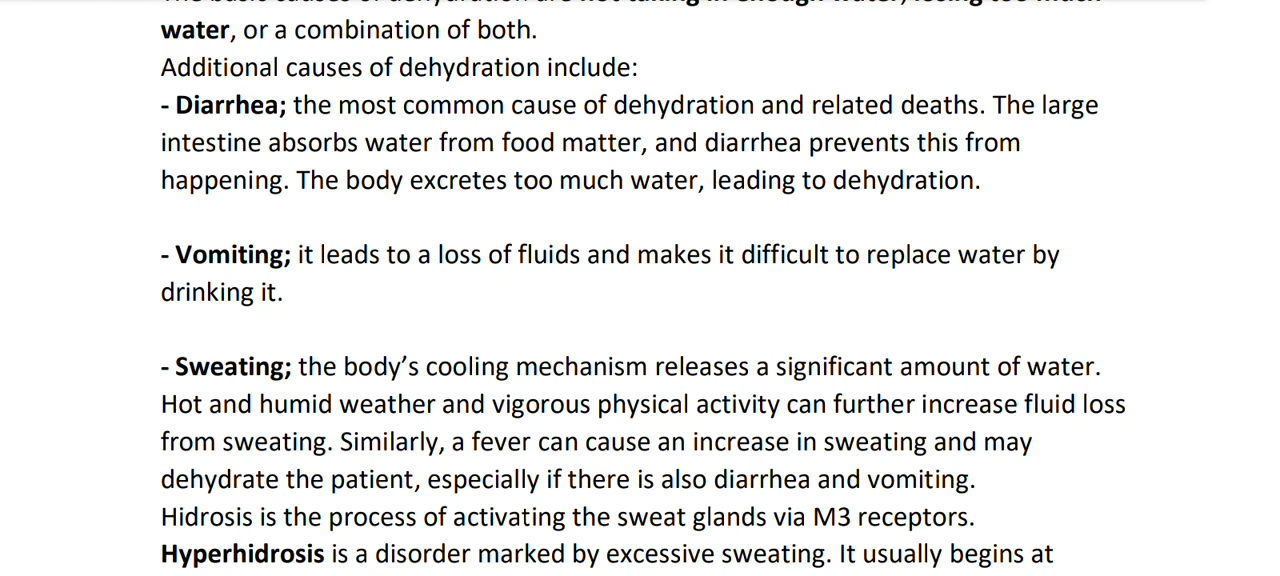 water, or a combination of both.
Additional causes of dehydration include:
- Diarrhea; the most common cause of dehydration and related deaths. The large
intestine absorbs water from food matter, and diarrhea prevents this from
happening. The body excretes too much water, leading to dehydration.
- Vomiting; it leads to a loss of fluids and makes it difficult to replace water by
drinking it.
- Sweating; the body’s cooling mechanism releases a significant amount of water.
Hot and humid weather and vigorous physical activity can further increase fluid loss
from sweating. Similarly, a fever can cause an increase in sweating and may
dehydrate the patient, especially if there is also diarrhea and vomiting.
Hidrosis is the process of activating the sweat glands via M3 receptors.
Hyperhidrosis is a disorder marked by excessive sweating. It usually begins at